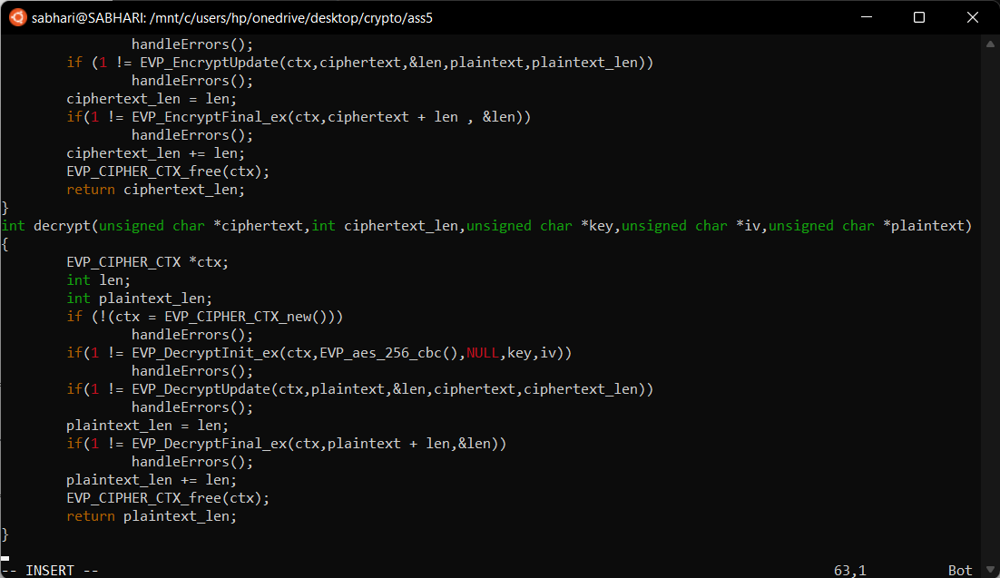 sabhari@SABHARI: /mnt/c/users/hp/onedrive/desktop/crypto/ass5
                handleErrors();
        if (1 != EVP_EncryptUpdate(ctx,ciphertext,&len,plaintext,plaintext_len))
                handleErrors();
        ciphertext_len = len;
        if(1 != EVP_EncryptFinal_ex(ctx,ciphertext + len , &len))
                handleErrors();
        ciphertext_len += len;
        EVP_CIPHER_CTX_free(ctx);
        return ciphertext_len;
}
int decrypt(unsigned char *ciphertext,int ciphertext_len,unsigned char *key,unsigned char *iv,unsigned char *plaintext)
{
        EVP_CIPHER_CTX *ctx;
        int len;
        int plaintext_len;
        if (!(ctx = EVP_CIPHER_CTX_new()))
                handleErrors();
        if(1 != EVP_DecryptInit_ex(ctx,EVP_aes_256_cbc(),NULL,key,iv))
                handleErrors();
        if(1 != EVP_DecryptUpdate(ctx,plaintext,&len,ciphertext,ciphertext_len))
                handleErrors();
        plaintext_len = len;
        if(1 != EVP_DecryptFinal_ex(ctx,plaintext + len,&len))
                handleErrors();
        plaintext_len += len;
        EVP_CIPHER_CTX_free(ctx);
        return plaintext_len;
}
-- INSERT -- 63,1 Bot